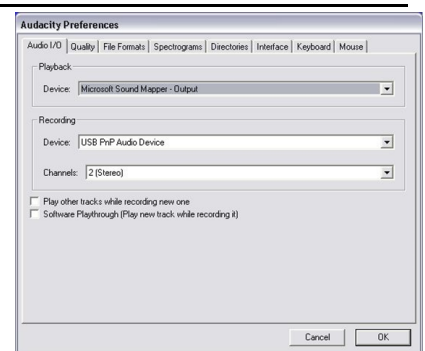 Audacity Preferences
Audio I/O Quality File Formats Spectrograms Directories Interface Keyboard Mouse
Playback
Device: Microsoft Sound Mapper - Output
Recording
Device: USB PnP Audio Device
Channels: 2 (Stereo)
Play other tracks while recording new one
Software Playthrough (Play new track while recording it)
Cancel OK